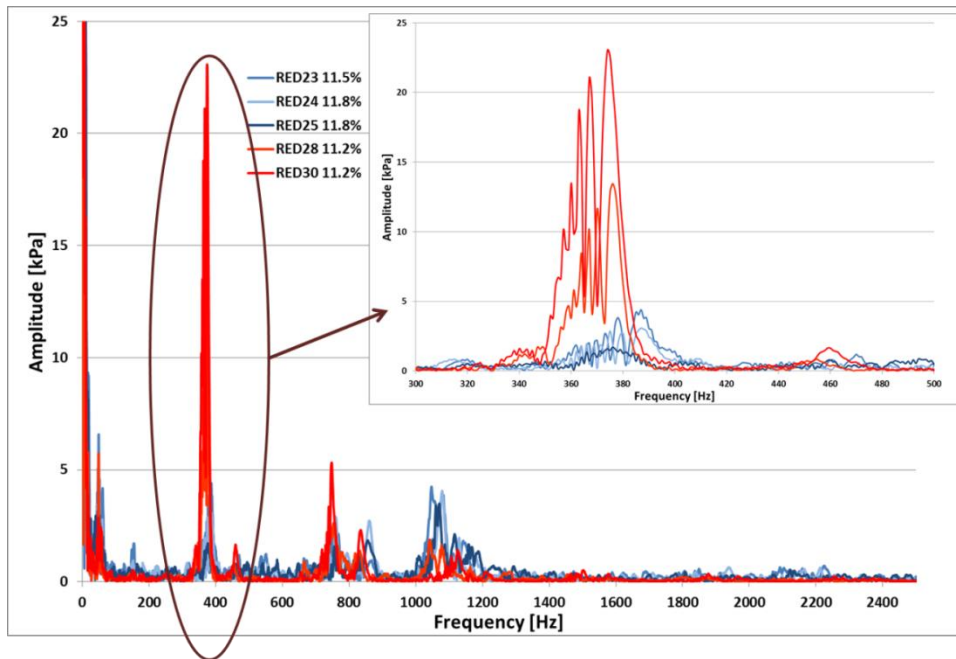 25
20
15
10
5
0
Amplitude [kPa]
0 200 400 600 800 1000 1200 1400 1600 1800 2000 2200 2400
Frequency [Hz]
RED23 11.5%
RED24 11.8%
RED25 11.8%
RED28 11.2%
RED30 11.2%
25
20
15
10
5
0
Amplitude [kPa]
300 320 340 360 380 400 420 440 460 480 500
Frequency [Hz]